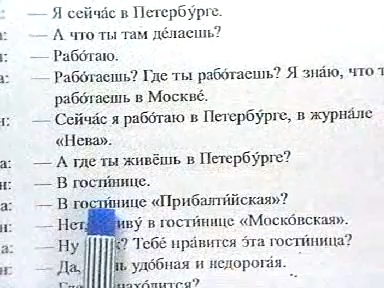 — Я сейча́с в Петербу́рге.
а: — А что ты там де́лаешь?
н: — Рабо́таю.
а: — Рабо́таешь? Где ты рабо́таешь? Я зна́ю, что
рабо́таешь в Москве́.
н: — Сейча́с я рабо́таю в Петербу́рге, в журна́ле
«Нева».
а: — А где ты живёшь в Петербу́рге?
н: — В гости́нице.
а: — В гости́нице «Прибалти́йская»?
н: — Нет, в гости́нице «Моско́вская».
а: — Ну Тебе́ нра́вится э́та гости́ница?
н: — Да, удо́бная и недорога́я.